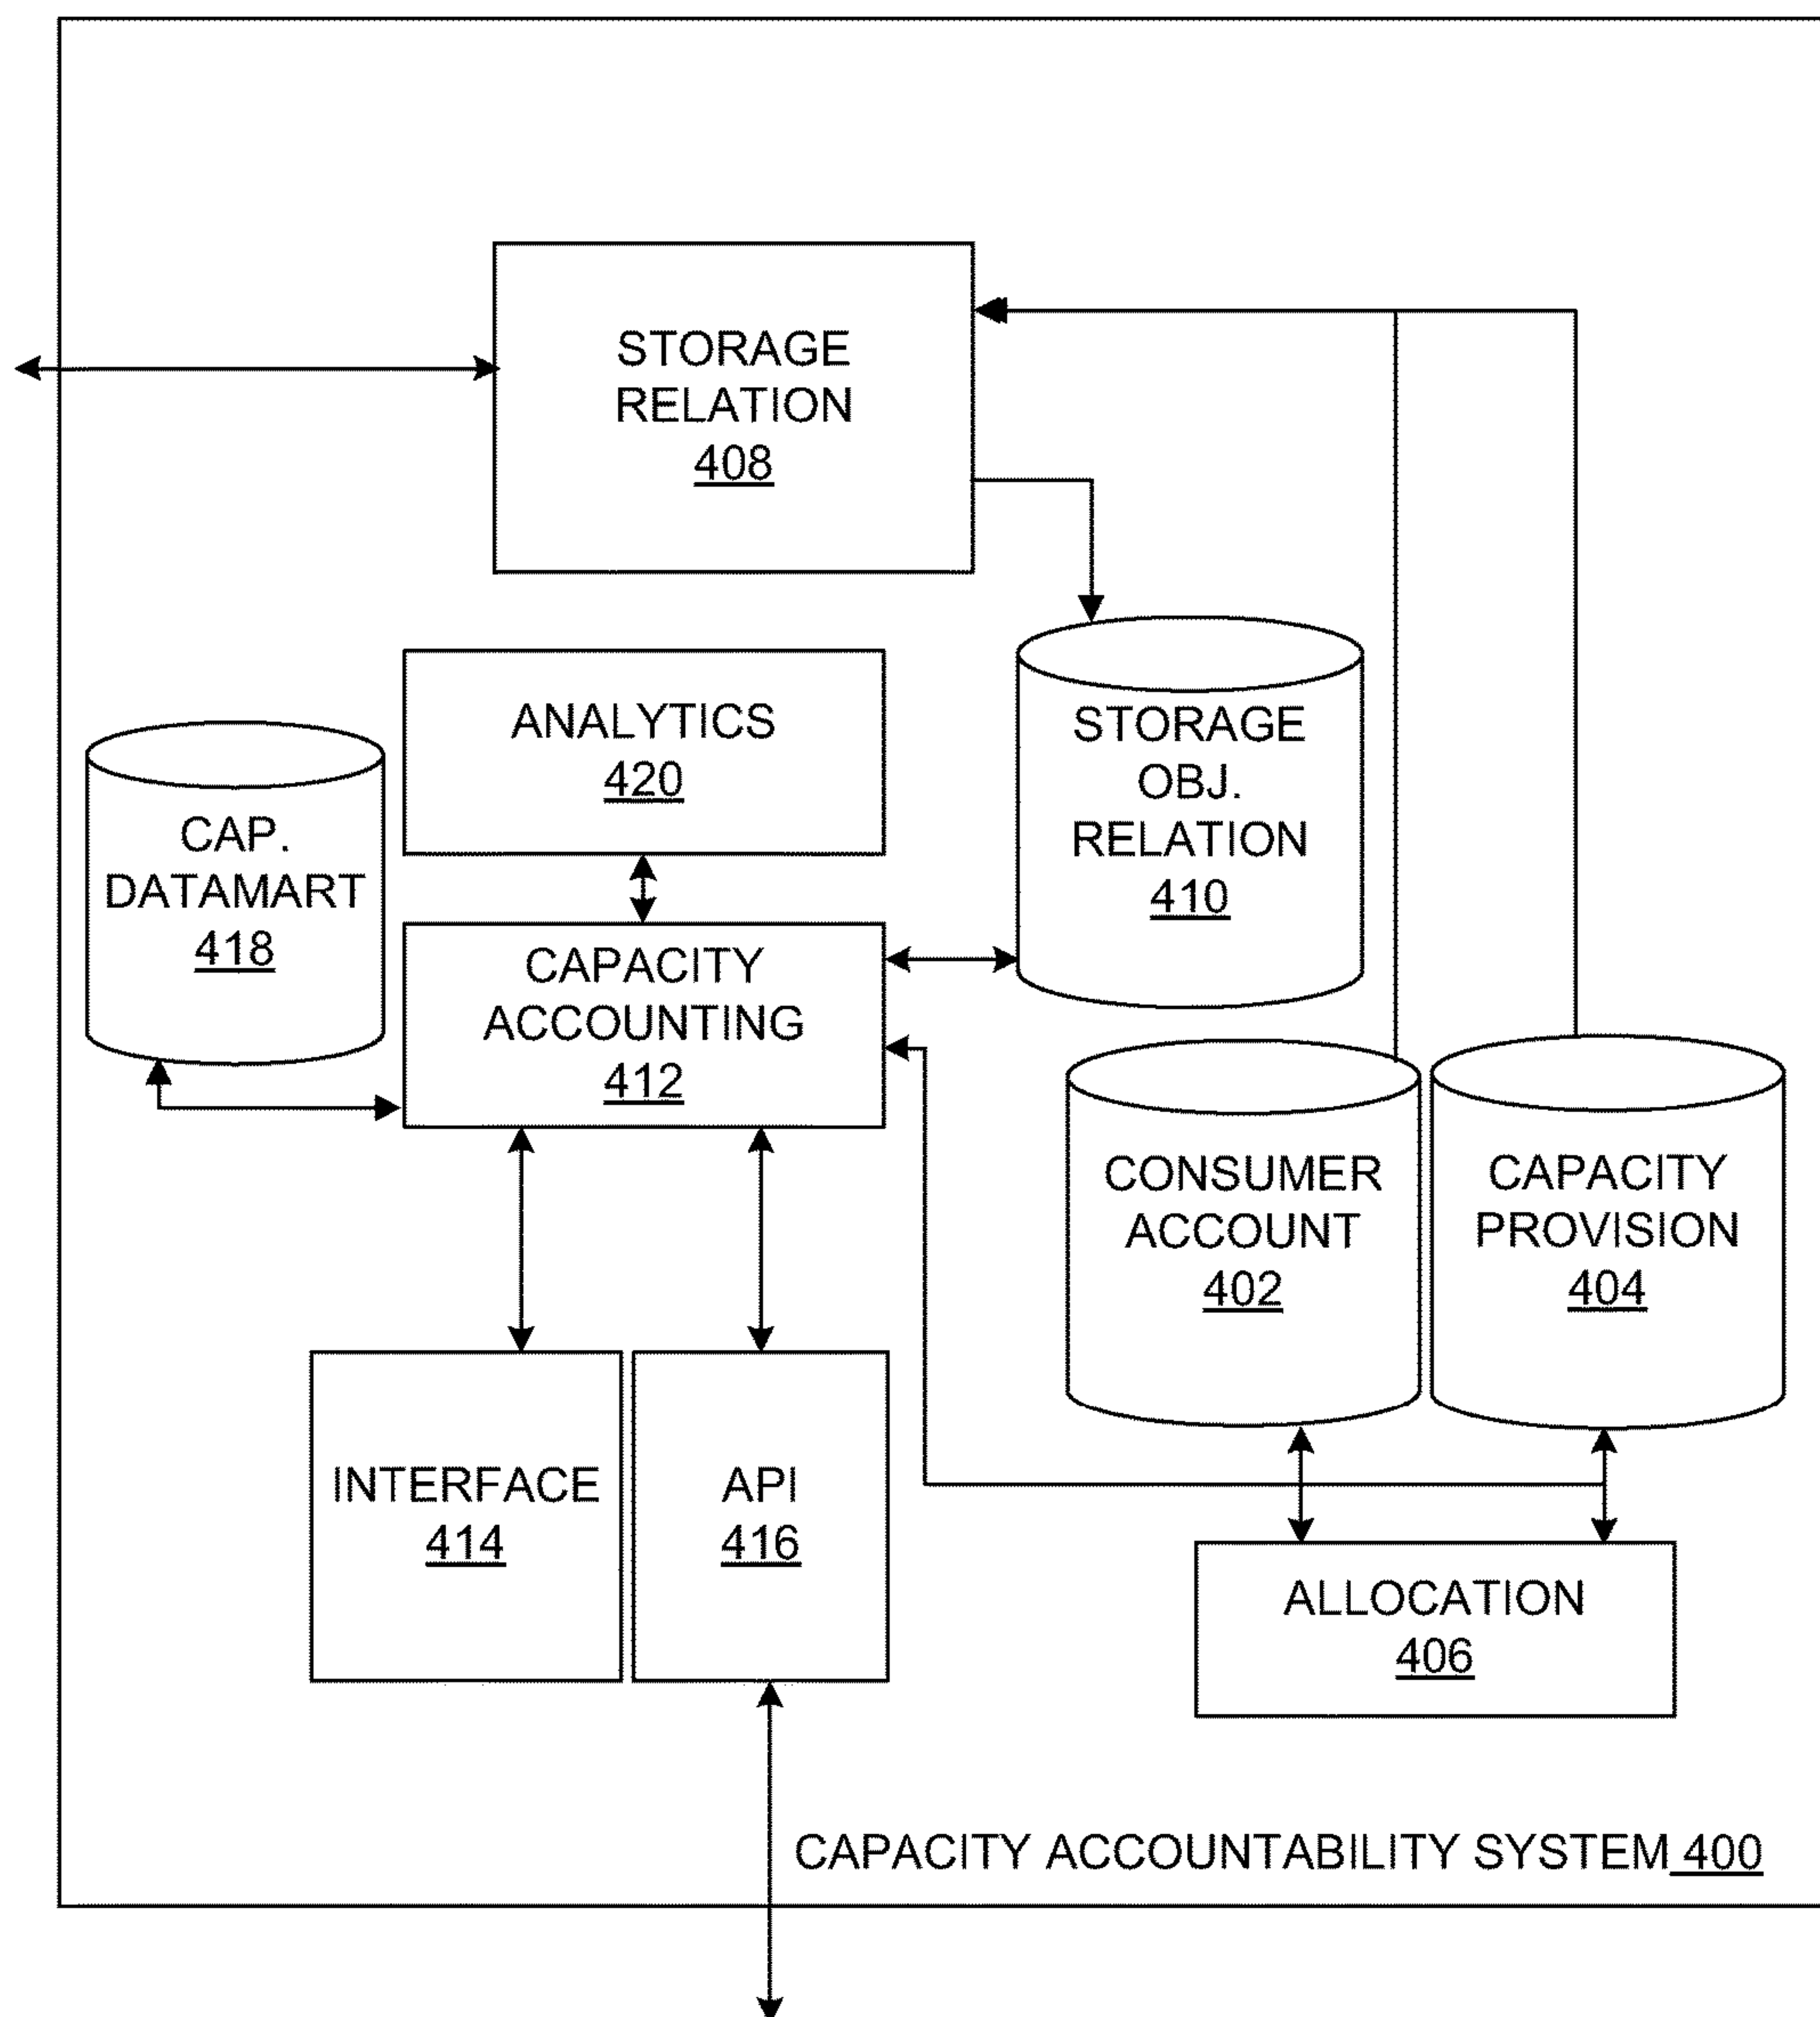 STORAGE
RELATION
408
ANALYTICS
420
STORAGE
OBJ.
RELATION
410
CAP.
DATAMART
418
CAPACITY
ACCOUNTING
412
CONSUMER
ACCOUNT
402
CAPACITY
PROVISION
404
INTERFACE
414
API
416
ALLOCATION
406
CAPACITY ACCOUNTABILITY SYSTEM 400